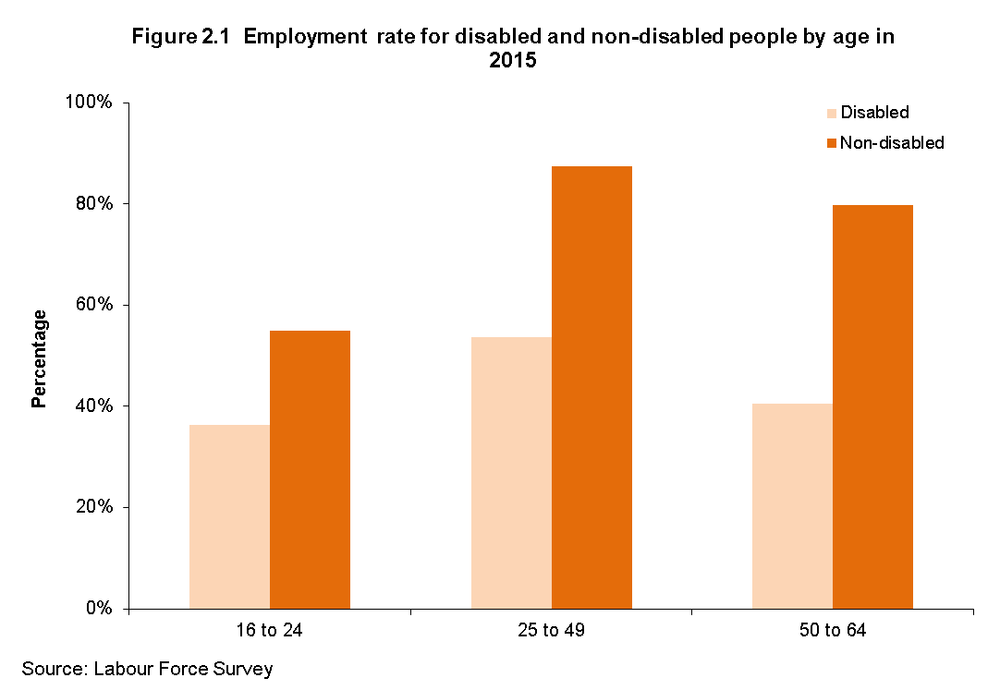 Figure 2.1 Employment rate for disabled and non-disabled people by age in
2015
100%
80%
60%
40%
20%
0%
Percentage
Disabled
Non-disabled
16 to 24
25 to 49
50 to 64
Source: Labour Force Survey